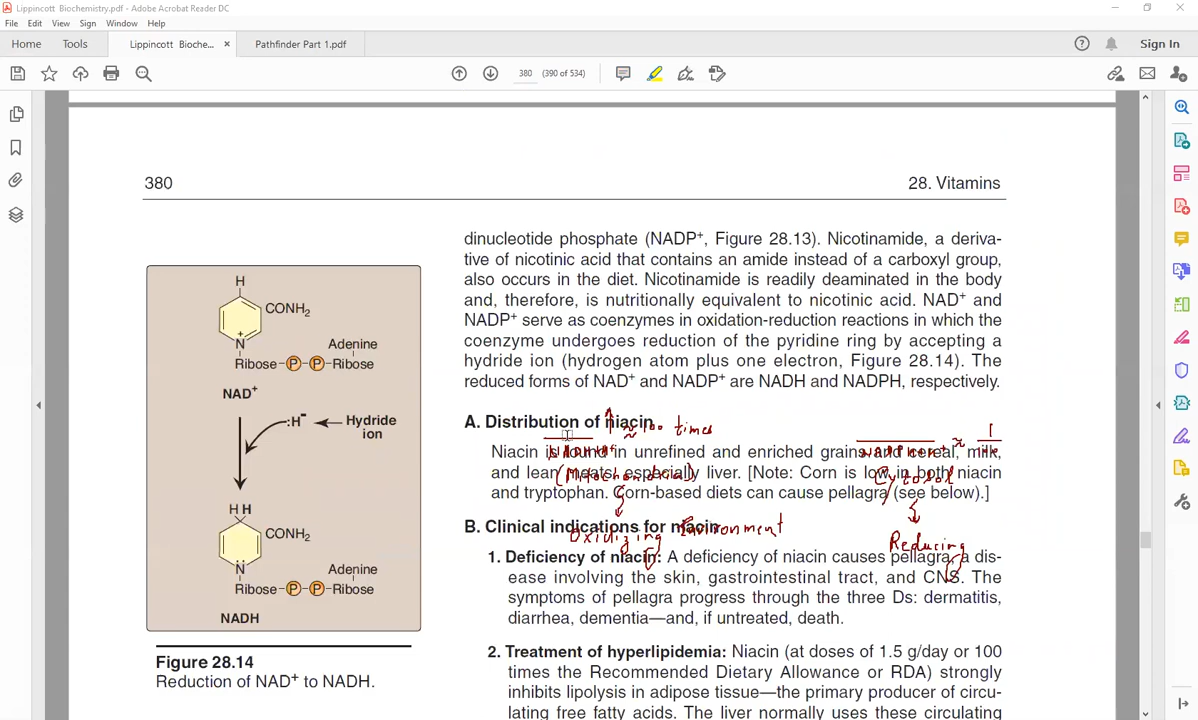 Lippincott Biochemistry.pdf - Adobe Acrobat Reader DC
File Edit View Sign Window Help
Home Tools Lippincott Bioche... × Pathfinder Part 1.pdf Sign In
380 (390 of 534)
380 28. Vitamins
dinucleotide phosphate (NADP+, Figure 28.13). Nicotinamide, a deriva-
tive of nicotinic acid that contains an amide instead of a carboxyl group,
also occurs in the diet. Nicotinamide is readily deaminated in the body
and, therefore, is nutritionally equivalent to nicotinic acid. NAD+ and
NADP+ serve as coenzymes in oxidation-reduction reactions in which the
coenzyme undergoes reduction of the pyridine ring by accepting a
hydride ion (hydrogen atom plus one electron, Figure 28.14). The
reduced forms of NAD+ and NADP+ are NADH and NADPH, respectively.
A. Distribution of niacin
≈ 100 times
Niacin is found in unrefined and enriched grains and cereal, milk,
and lean meats, especially liver. [Note: Corn is low in both niacin
(Mitochondrial) Cytosol
and tryptophan. Corn-based diets can cause pellagra (see below).]
B. Clinical indications for niacin
Oxidizing Environment
Reducing
1. Deficiency of niacin: A deficiency of niacin causes pellagra, a dis-
ease involving the skin, gastrointestinal tract, and CNS. The
symptoms of pellagra progress through the three Ds: dermatitis,
diarrhea, dementia—and, if untreated, death.
2. Treatment of hyperlipidemia: Niacin (at doses of 1.5 g/day or 100
times the Recommended Dietary Allowance or RDA) strongly
inhibits lipolysis in adipose tissue—the primary producer of circu-
lating free fatty acids. The liver normally uses these circulating
H
CONH2
N
+
Adenine
Ribose P P Ribose
NAD+
:H- Hydride
ion
H H
CONH2
N
Adenine
Ribose P P Ribose
NADH
Figure 28.14
Reduction of NAD+ to NADH.